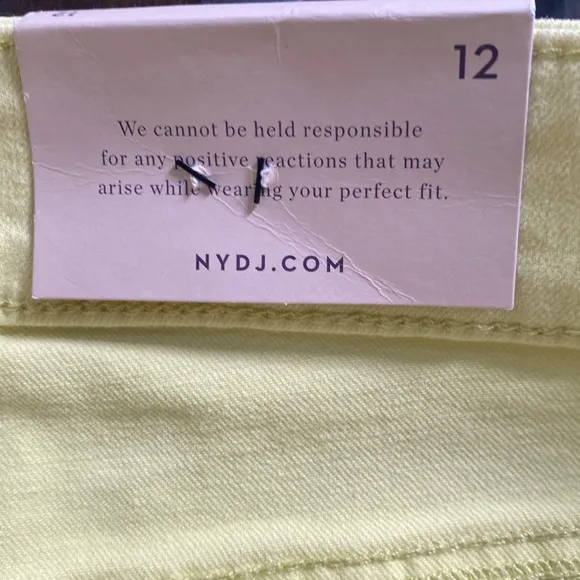 12
We cannot be held responsible
for any positive reactions that may
arise while wearing your perfect fit.
NYDJ.COM